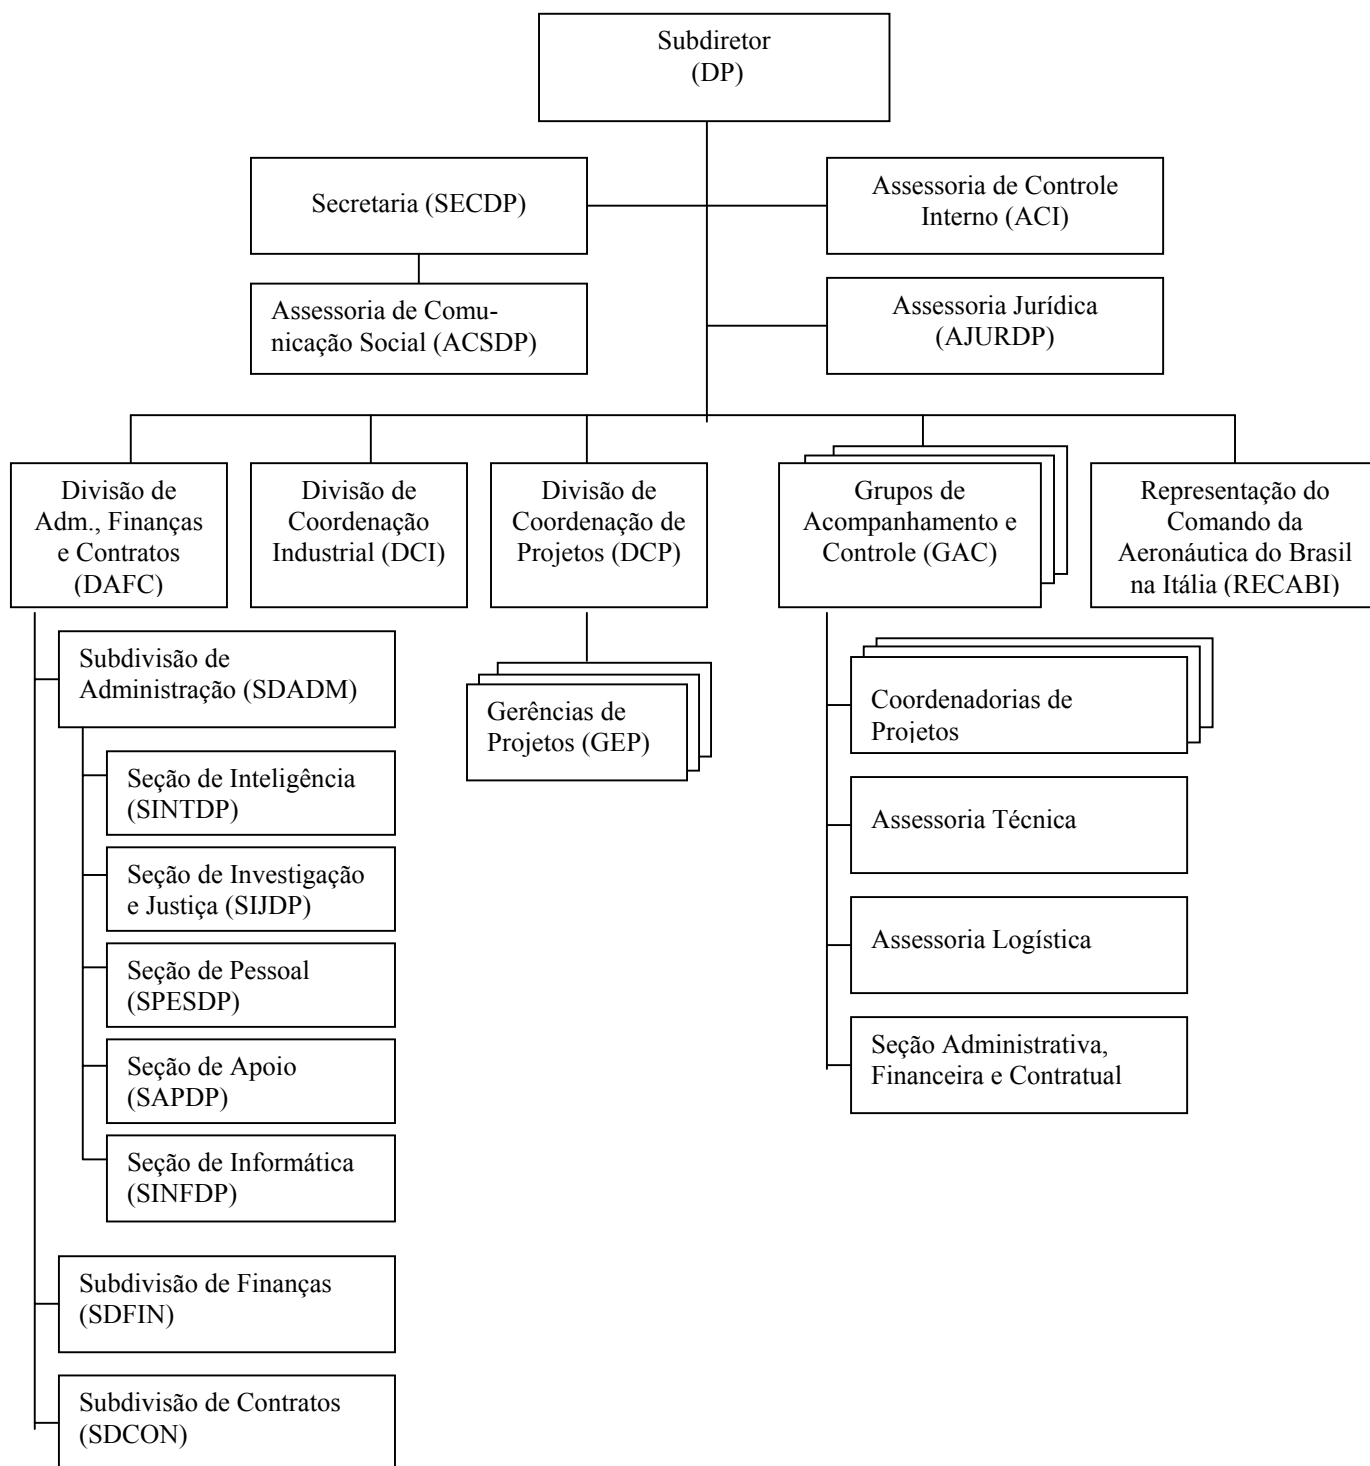 Subdiretor
(DP)
Secretaria (SECDP)
Assessoria de Controle
Interno (ACI)
Assessoria de Comu-
nicação Social (ACSDP)
Assessoria Jurídica
(AJURDP)
Divisão de
Adm., Finanças
e Contratos
(DAFC)
Divisão de
Coordenação
Industrial (DCI)
Divisão de
Coordenação de
Projetos (DCP)
Grupos de
Acompanhamento e
Controle (GAC)
Representação do
Comando da
Aeronáutica do Brasil
na Itália (RECABI)
Subdivisão de
Administração (SDADM)
Seção de Inteligência
(SINTDP)
Seção de Investigação
e Justiça (SIJDP)
Seção de Pessoal
(SPESDP)
Seção de Apoio
(SAPDP)
Seção de Informática
(SINFDP)
Subdivisão de Finanças
(SDFIN)
Subdivisão de Contratos
(SDCON)
Gerências de
Projetos (GEP)
Coordenadorias de
Projetos
Assessoria Técnica
Assessoria Logística
Seção Administrativa,
Financeira e Contratual